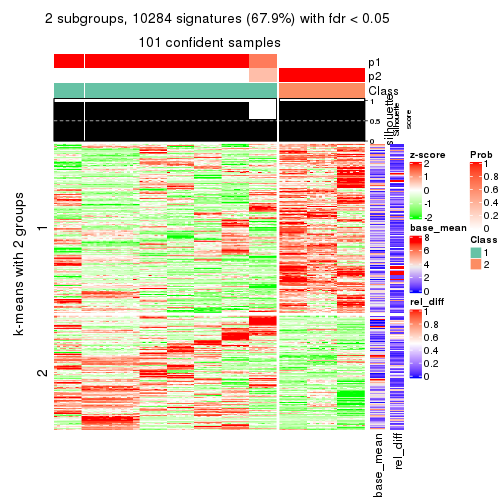 2 subgroups, 10284 signatures (67.9%) with fdr < 0.05
101 confident samples
p1
p2
Class
1
0.5
0
silhouette
Silhouette
score
k-means with 2 groups
1
2
z-score
2
1
0
-1
-2
base_mean
8
6
4
2
0
rel_diff
1
0.8
0.6
0.4
0.2
0
Prob
1
0.8
0.6
0.4
0.2
0
Class
1
2
base_mean
rel_diff